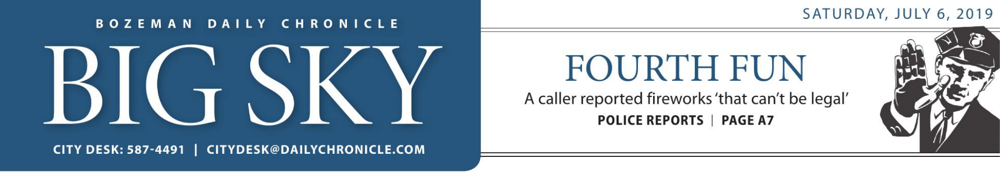 BOZEMAN DAILY CHRONICLE
BIG SKY
CITY DESK: 587-4491 | CITYDESK@DAILYCHRONICLE.COM
SATURDAY, JULY 6, 2019
FOURTH FUN
A caller reported fireworks ‘that can’t be legal’
POLICE REPORTS | PAGE A7